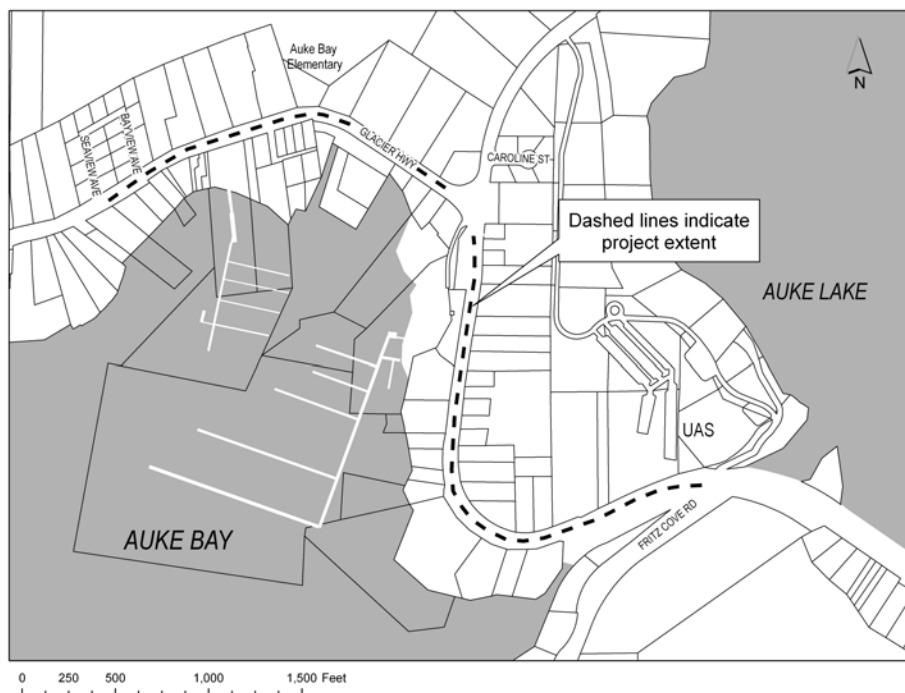 Auke Bay
Elementary
N
SEAVIEW AVE
BAYVIEW AVE
GLACIER HWY
CAROLINE ST
Dashed lines indicate
project extent
AUKE LAKE
UAS
AUKE BAY
FRITZ COVE RD
0 250 500 1,000 1,500 Feet